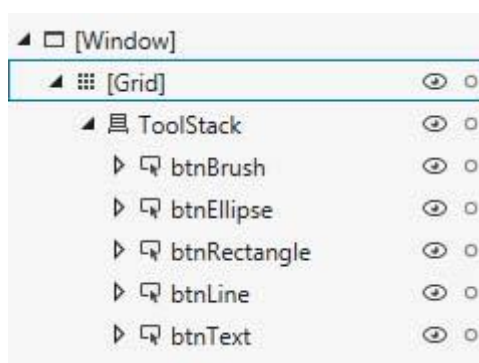 [Window]
[Grid]
ToolStack
btnBrush
btnEllipse
btnRectangle
btnLine
btnText